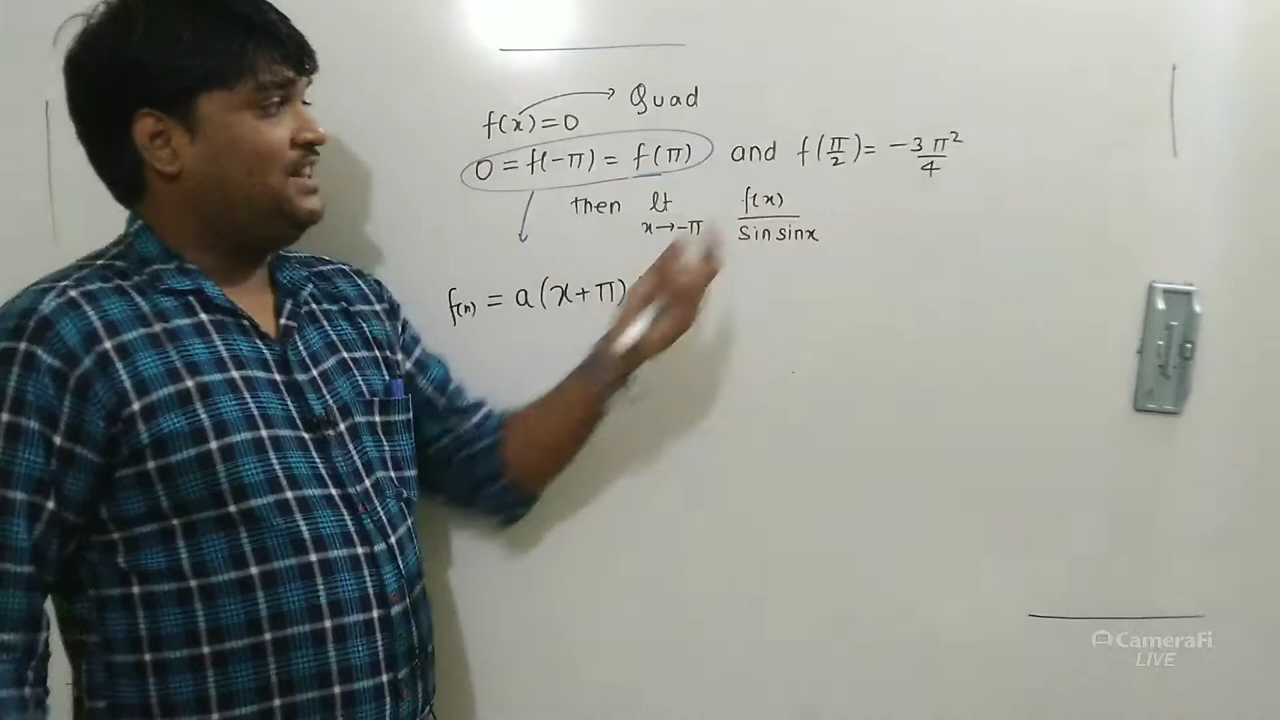 f(x)=0 → Quad
0 = f(-π) = f(π) and f(π/2) = -3π²/4
then lt x→-π f(x)/Sin sinx
f(x) = a(x+π)
CameraFi
LIVE